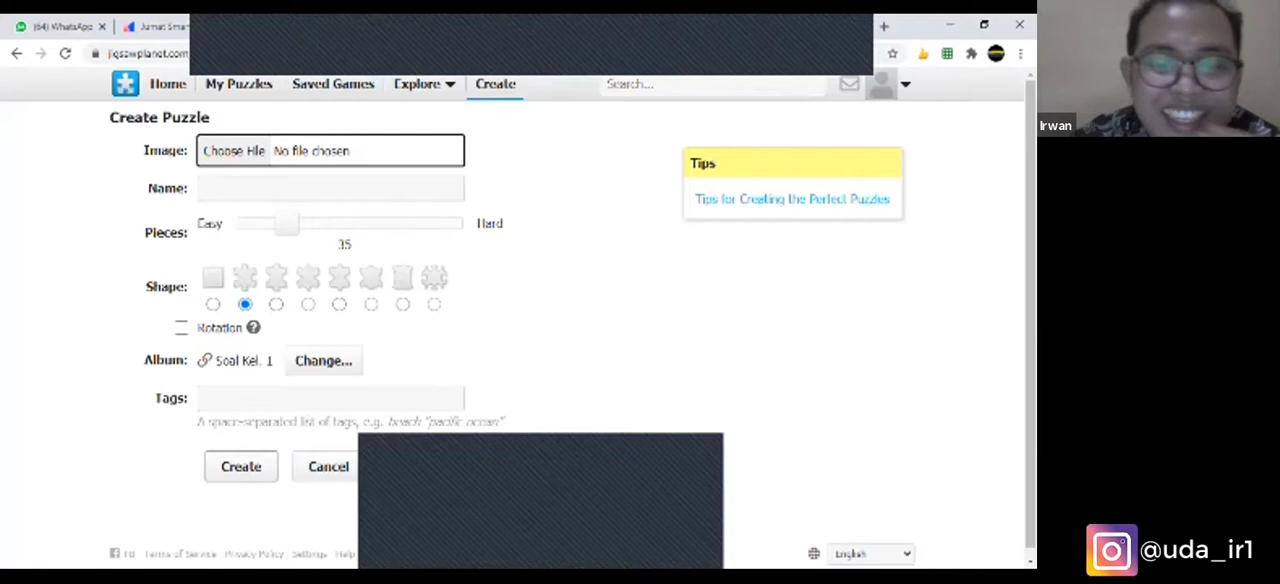 (64) WhatsApp
Jumat Smar
jigsawplanet.com
Home My Puzzles Saved Games Explore Create Search...
Irwan
Create Puzzle
Image: Choose File No file chosen
Name:
Tips
Tips for Creating the Perfect Puzzles
Pieces: Easy Hard
35
Shape:
Rotation ?
Album: Soal Kel. 1 Change...
Tags:
A space-separated list of tags, e.g. beach "pacific ocean"
Create Cancel
Terms of Service Privacy Policy Settings Help
English
@uda_ir1